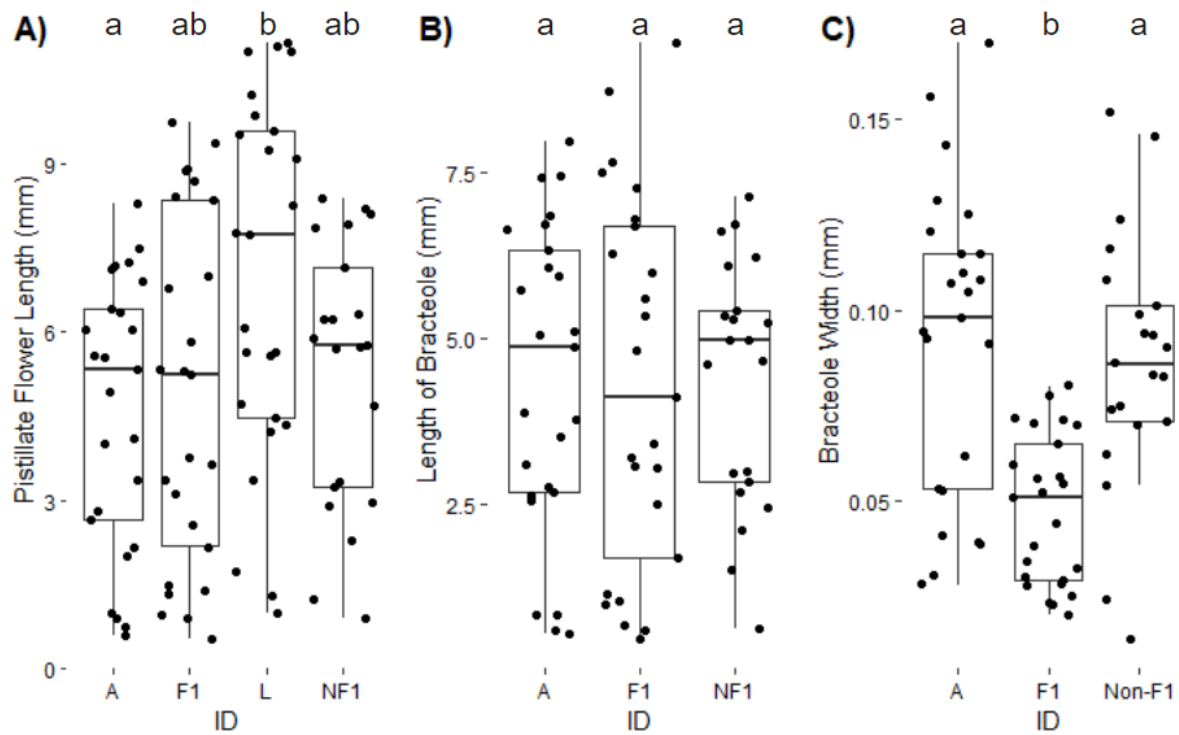 A) a ab b ab
Pistillate Flower Length (mm)
9
6
3
0
A F1 L NF1
ID
B) a a a
Length of Bracteole (mm)
7.5
5.0
2.5
A F1 NF1
ID
C) a b a
Bracteole Width (mm)
0.15
0.10
0.05
A F1 Non-F1
ID